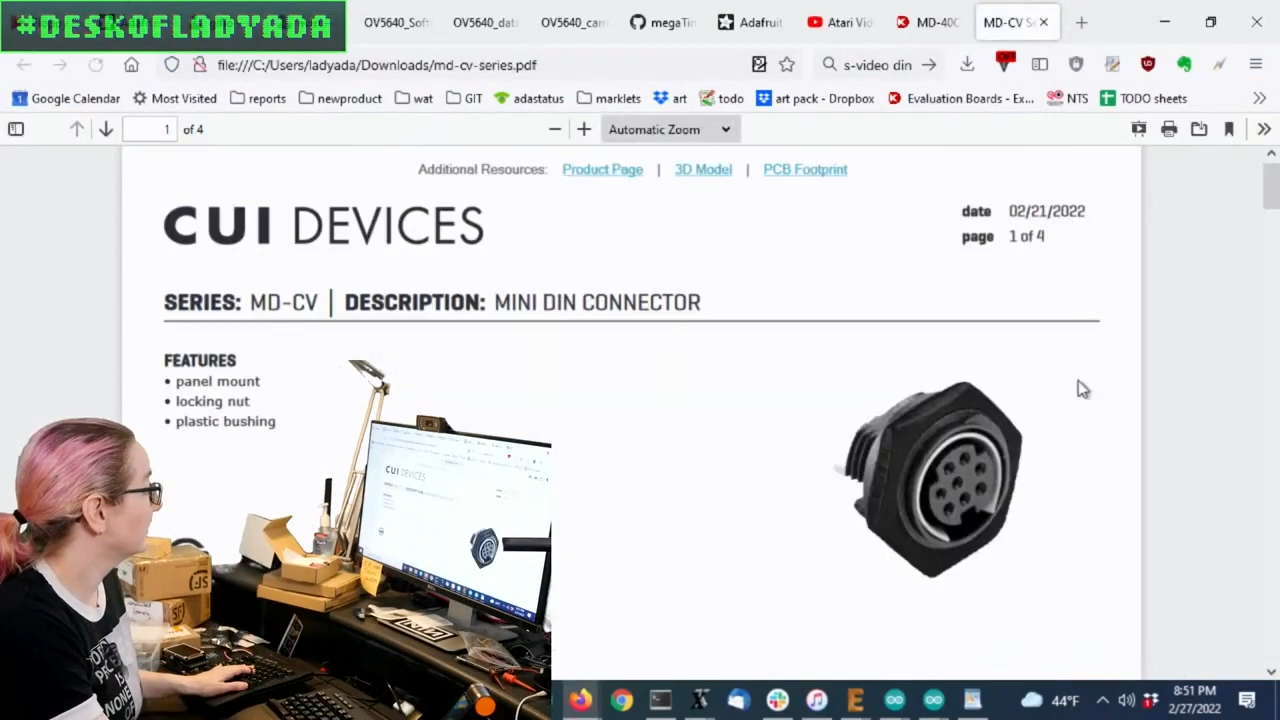 #DESKOFLADYADA
OV5640_Soft
OV5640_dat
OV5640_cam
megaTin
Adafruit
Atari Vid
MD-40C
MD-CV Se
file:///C:/Users/ladyada/Downloads/md-cv-series.pdf
s-video din
Google Calendar
Most Visited
reports
newproduct
wat
GIT
adastatus
marklets
art
todo
art pack - Dropbox
Evaluation Boards - Ex...
NTS
TODO sheets
1 of 4
Automatic Zoom
Additional Resources: Product Page | 3D Model | PCB Footprint
CUI DEVICES
date 02/21/2022
page 1 of 4
SERIES: MD-CV | DESCRIPTION: MINI DIN CONNECTOR
FEATURES
• panel mount
• locking nut
• plastic bushing
CUI DEVICES
44°F
8:51 PM
2/27/2022